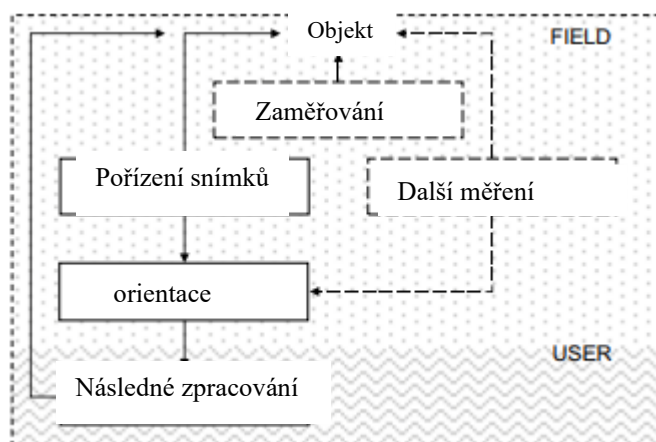 Objekt
FIELD
Zaměřování
Pořízení snímků
Další měření
orientace
USER
Následné zpracování